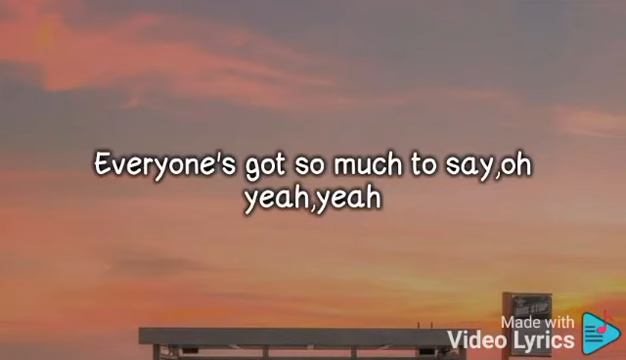 Everyone's got so much to say,oh
yeah,yeah
Made with
Video Lyrics